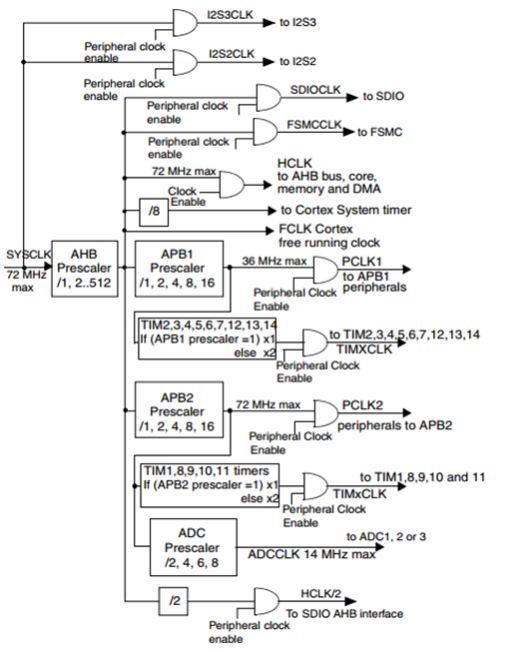 I2S3CLK
to I2S3
Peripheral clock
enable
I2S2CLK
to I2S2
Peripheral clock
enable
SDIOCLK
to SDIO
Peripheral clock
enable
FSMCCLK
to FSMC
Peripheral clock
enable
HCLK
72 MHz max
to AHB bus, core,
memory and DMA
Clock
Enable
/8
to Cortex System timer
FCLK Cortex
free running clock
SYSCLK
72 MHz
max
AHB
Prescaler
/1, 2..512
APB1
Prescaler
/1, 2, 4, 8, 16
36 MHz max
PCLK1
to APB1
peripherals
Peripheral Clock
Enable
TIM2,3,4,5,6,7,12,13,14
If (APB1 prescaler =1) x1
else x2
to TIM2,3,4,5,6,7,12,13,14
TIMXCLK
Peripheral Clock
Enable
APB2
Prescaler
/1, 2, 4, 8, 16
72 MHz max
PCLK2
peripherals to APB2
Peripheral Clock
Enable
TIM1,8,9,10,11 timers
If (APB2 prescaler =1) x1
else x2
to TIM1,8,9,10 and 11
TIMxCLK
Peripheral Clock
Enable
ADC
Prescaler
/2, 4, 6, 8
to ADC1, 2 or 3
ADCCLK 14 MHz max
/2
HCLK/2
To SDIO AHB interface
Peripheral clock
enable